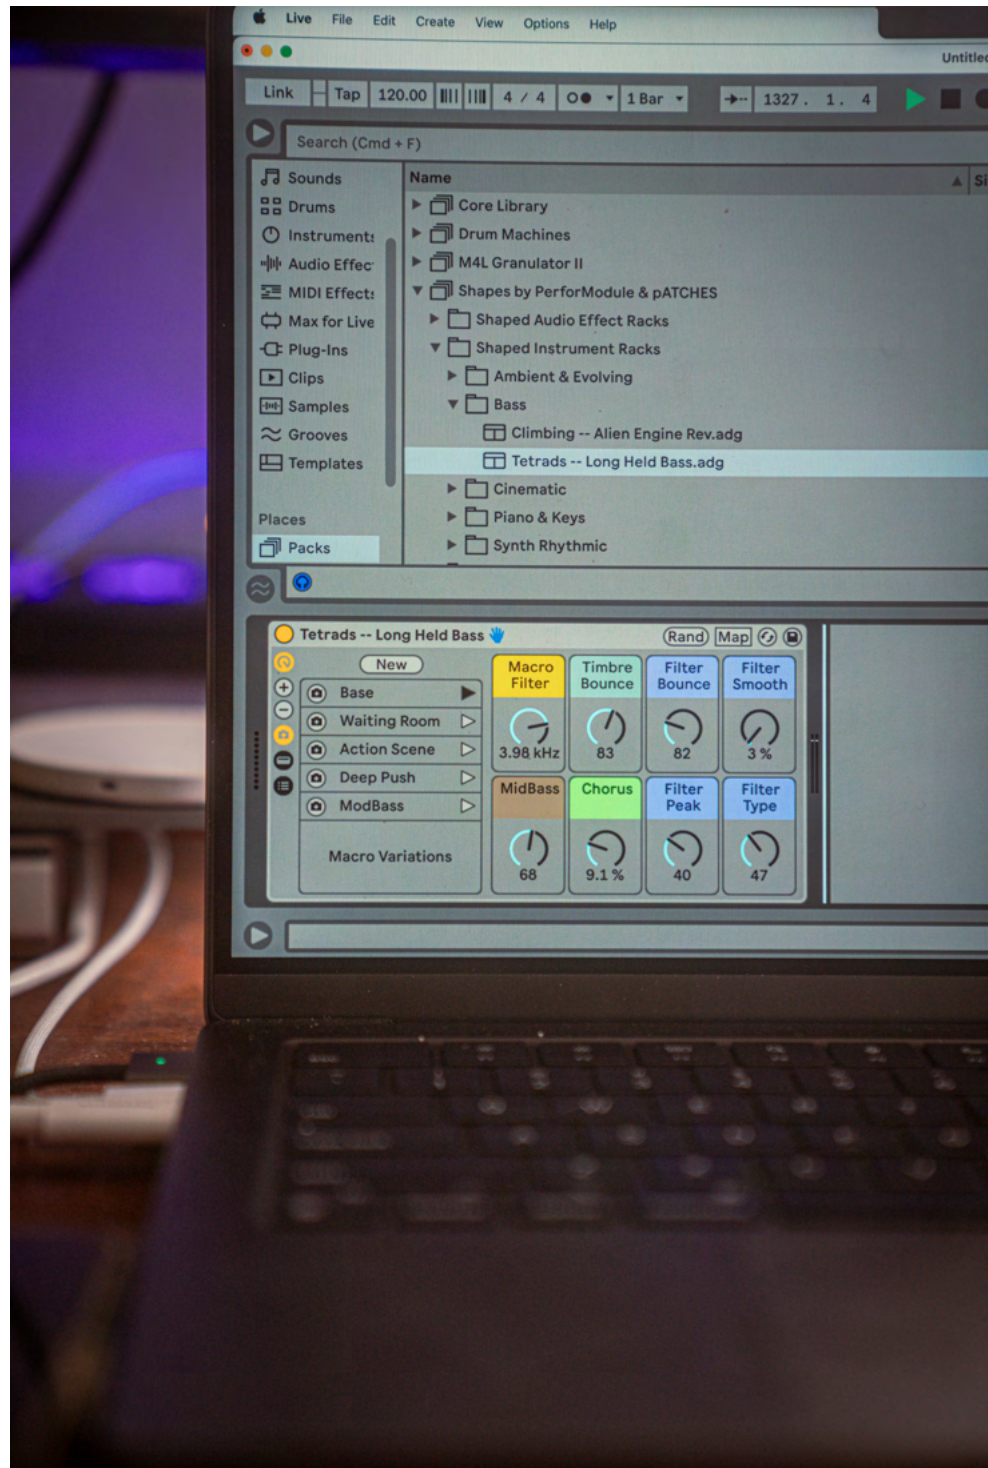 Live File Edit Create View Options Help
Untitled
Link Tap 120.00 4 / 4 1 Bar 1327. 1. 4
Search (Cmd + F)
Sounds
Drums
Instruments
Audio Effec
MIDI Effects
Max for Live
Plug-Ins
Clips
Samples
Grooves
Templates
Places
Packs
Name Si
Core Library
Drum Machines
M4L Granulator II
Shapes by PerforModule & pATCHES
Shaped Audio Effect Racks
Shaped Instrument Racks
Ambient & Evolving
Bass
Climbing -- Alien Engine Rev.adg
Tetrads -- Long Held Bass.adg
Cinematic
Piano & Keys
Synth Rhythmic
Tetrads -- Long Held Bass Rand Map
New
Base
Waiting Room
Action Scene
Deep Push
ModBass
Macro Variations
Macro Filter
3.98 kHz
Timbre Bounce
83
Filter Bounce
82
Filter Smooth
3 %
MidBass
68
Chorus
9.1 %
Filter Peak
40
Filter Type
47